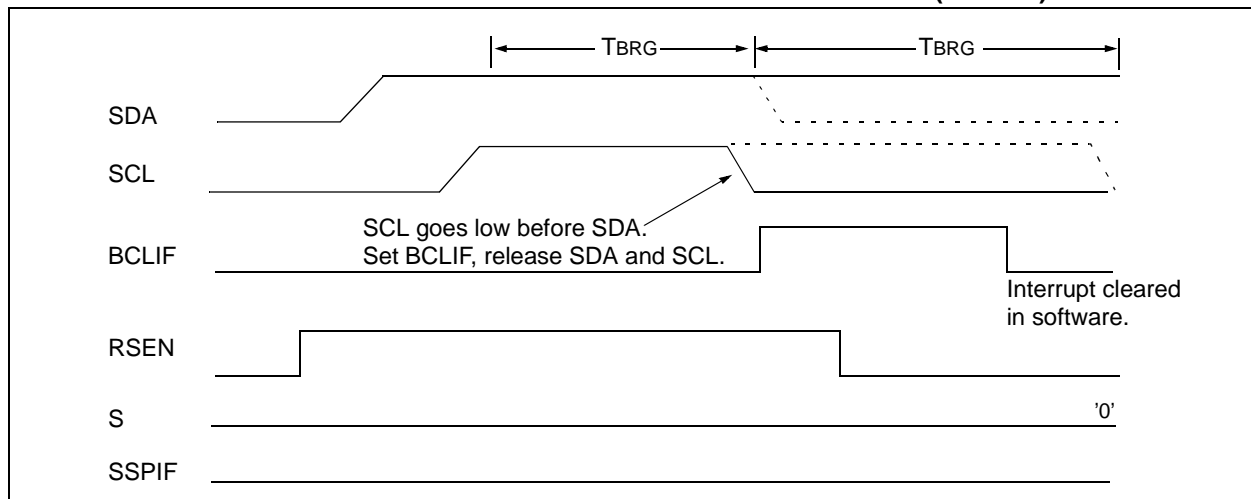 TBRG TBRG
SDA
SCL
SCL goes low before SDA.
Set BCLIF, release SDA and SCL.
BCLIF
Interrupt cleared
in software.
RSEN
'0'
S
SSPIF